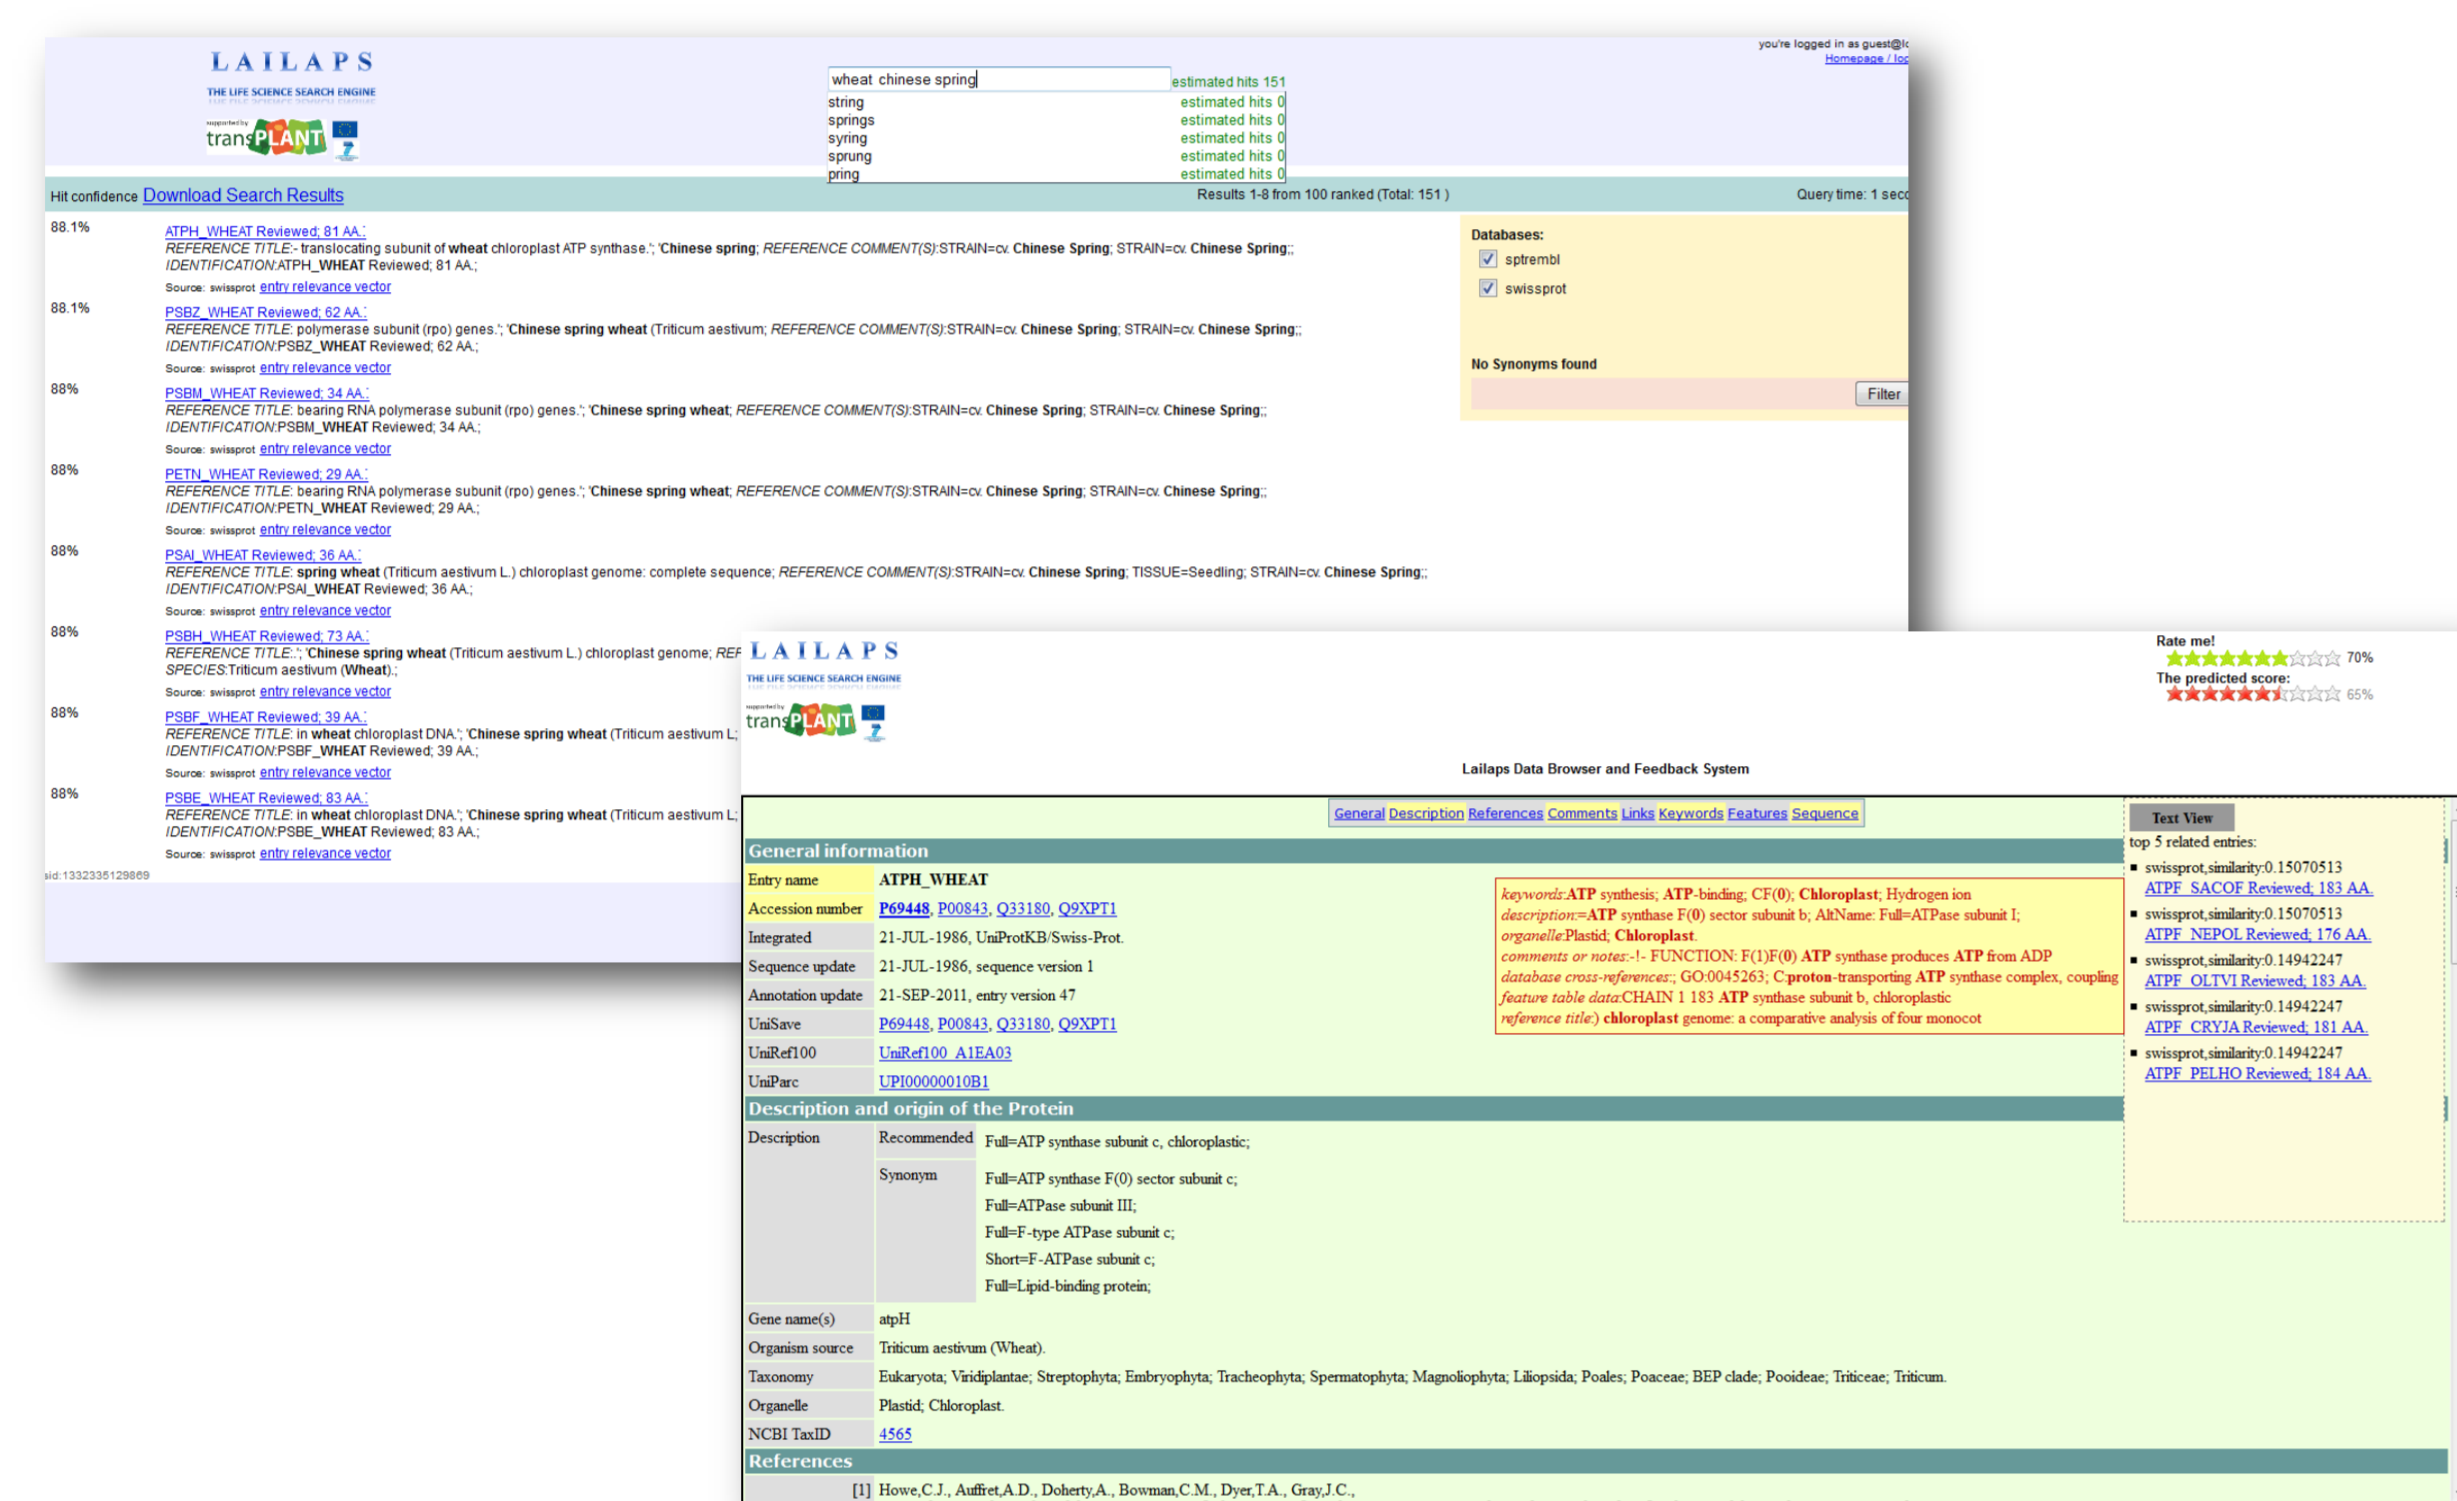 LAILAPS
THE LIFE SCIENCE SEARCH ENGINE
supported by
transPLANT
you're logged in as guest@lo
Homepage / log
wheat chinese spring estimated hits 151
string estimated hits 0
springs estimated hits 0
syring estimated hits 0
sprung estimated hits 0
pring estimated hits 0
Hit confidence Download Search Results Results 1-8 from 100 ranked (Total: 151 ) Query time: 1 seco
88.1% ATPH_WHEAT Reviewed; 81 AA.;
REFERENCE TITLE:- translocating subunit of wheat chloroplast ATP synthase.'; 'Chinese spring; REFERENCE COMMENT(S):STRAIN=cv. Chinese Spring; STRAIN=cv. Chinese Spring;;
IDENTIFICATION:ATPH_WHEAT Reviewed; 81 AA.;
Source: swissprot entry relevance vector
88.1% PSBZ_WHEAT Reviewed; 62 AA.;
REFERENCE TITLE: polymerase subunit (rpo) genes.'; 'Chinese spring wheat (Triticum aestivum; REFERENCE COMMENT(S):STRAIN=cv. Chinese Spring; STRAIN=cv. Chinese Spring;;
IDENTIFICATION:PSBZ_WHEAT Reviewed; 62 AA.;
Source: swissprot entry relevance vector
88% PSBM_WHEAT Reviewed; 34 AA.;
REFERENCE TITLE: bearing RNA polymerase subunit (rpo) genes.'; 'Chinese spring wheat; REFERENCE COMMENT(S):STRAIN=cv. Chinese Spring; STRAIN=cv. Chinese Spring;;
IDENTIFICATION:PSBM_WHEAT Reviewed; 34 AA.;
Source: swissprot entry relevance vector
88% PETN_WHEAT Reviewed; 29 AA.;
REFERENCE TITLE: bearing RNA polymerase subunit (rpo) genes.'; 'Chinese spring wheat; REFERENCE COMMENT(S):STRAIN=cv. Chinese Spring; STRAIN=cv. Chinese Spring;;
IDENTIFICATION:PETN_WHEAT Reviewed; 29 AA.;
Source: swissprot entry relevance vector
88% PSAI_WHEAT Reviewed; 36 AA.;
REFERENCE TITLE: spring wheat (Triticum aestivum L.) chloroplast genome: complete sequence; REFERENCE COMMENT(S):STRAIN=cv. Chinese Spring; TISSUE=Seedling; STRAIN=cv. Chinese Spring;;
IDENTIFICATION:PSAI_WHEAT Reviewed; 36 AA.;
Source: swissprot entry relevance vector
88% PSBH_WHEAT Reviewed; 73 AA.;
REFERENCE TITLE:.'; 'Chinese spring wheat (Triticum aestivum L.) chloroplast genome; REF
SPECIES:Triticum aestivum (Wheat).;
Source: swissprot entry relevance vector
88% PSBF_WHEAT Reviewed; 39 AA.;
REFERENCE TITLE: in wheat chloroplast DNA.'; 'Chinese spring wheat (Triticum aestivum L;
IDENTIFICATION:PSBF_WHEAT Reviewed; 39 AA.;
Source: swissprot entry relevance vector
88% PSBE_WHEAT Reviewed; 83 AA.;
REFERENCE TITLE: in wheat chloroplast DNA.'; 'Chinese spring wheat (Triticum aestivum L;
IDENTIFICATION:PSBE_WHEAT Reviewed; 83 AA.;
Source: swissprot entry relevance vector
sid:1332335129869
Databases:
sptrembl
swissprot
No Synonyms found
Filter
LAILAPS
THE LIFE SCIENCE SEARCH ENGINE
supported by
transPLANT
Rate me!
70%
The predicted score:
65%
Lailaps Data Browser and Feedback System
General Description References Comments Links Keywords Features Sequence
General information
Entry name ATPH_WHEAT
Accession number P69448, P00843, Q33180, Q9XPT1
Integrated 21-JUL-1986, UniProtKB/Swiss-Prot.
Sequence update 21-JUL-1986, sequence version 1
Annotation update 21-SEP-2011, entry version 47
UniSave P69448, P00843, Q33180, Q9XPT1
UniRef100 UniRef100_A1EA03
UniParc UPI00000010B1
keywords:ATP synthesis; ATP-binding; CF(0); Chloroplast; Hydrogen ion
description:=ATP synthase F(0) sector subunit b; AltName: Full=ATPase subunit I;
organelle:Plastid; Chloroplast.
comments or notes:-!- FUNCTION: F(1)F(0) ATP synthase produces ATP from ADP
database cross-references:; GO:0045263; C:proton-transporting ATP synthase complex, coupling
feature table data:CHAIN 1 183 ATP synthase subunit b, chloroplastic
reference title:) chloroplast genome: a comparative analysis of four monocot
Text View
top 5 related entries:
swissprot,similarity:0.15070513
ATPF_SACOF Reviewed; 183 AA.
swissprot,similarity:0.15070513
ATPF_NEPOL Reviewed; 176 AA.
swissprot,similarity:0.14942247
ATPF_OLTVI Reviewed; 183 AA.
swissprot,similarity:0.14942247
ATPF_CRYJA Reviewed; 181 AA.
swissprot,similarity:0.14942247
ATPF_PELHO Reviewed; 184 AA.
Description and origin of the Protein
Description Recommended Full=ATP synthase subunit c, chloroplastic;
Synonym Full=ATP synthase F(0) sector subunit c;
Full=ATPase subunit III;
Full=F-type ATPase subunit c;
Short=F-ATPase subunit c;
Full=Lipid-binding protein;
Gene name(s) atpH
Organism source Triticum aestivum (Wheat).
Taxonomy Eukaryota; Viridiplantae; Streptophyta; Embryophyta; Tracheophyta; Spermatophyta; Magnoliophyta; Liliopsida; Poales; Poaceae; BEP clade; Pooideae; Triticeae; Triticum.
Organelle Plastid; Chloroplast.
NCBI TaxID 4565
References
[1] Howe,C.J., Auffret,A.D., Doherty,A., Bowman,C.M., Dyer,T.A., Gray,J.C.,